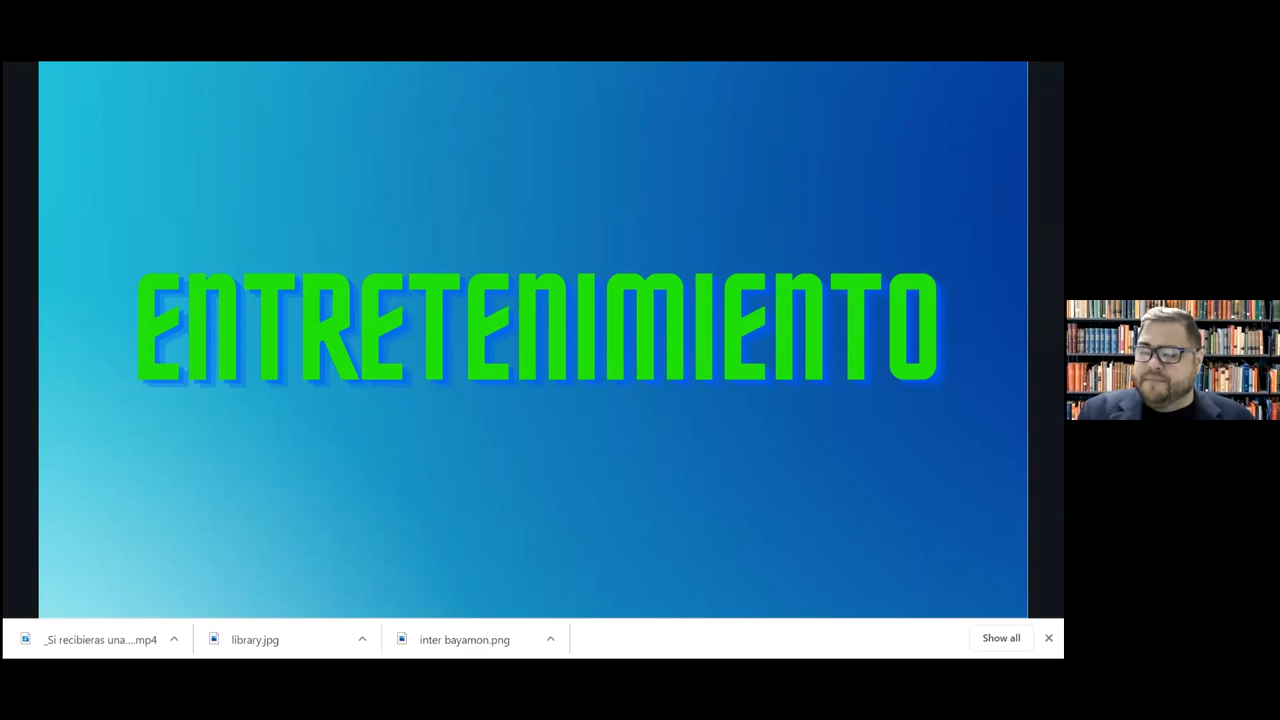 ENTRETENIMIENTO
_Si recibieras una....mp4
library.jpg
inter bayamon.png
Show all